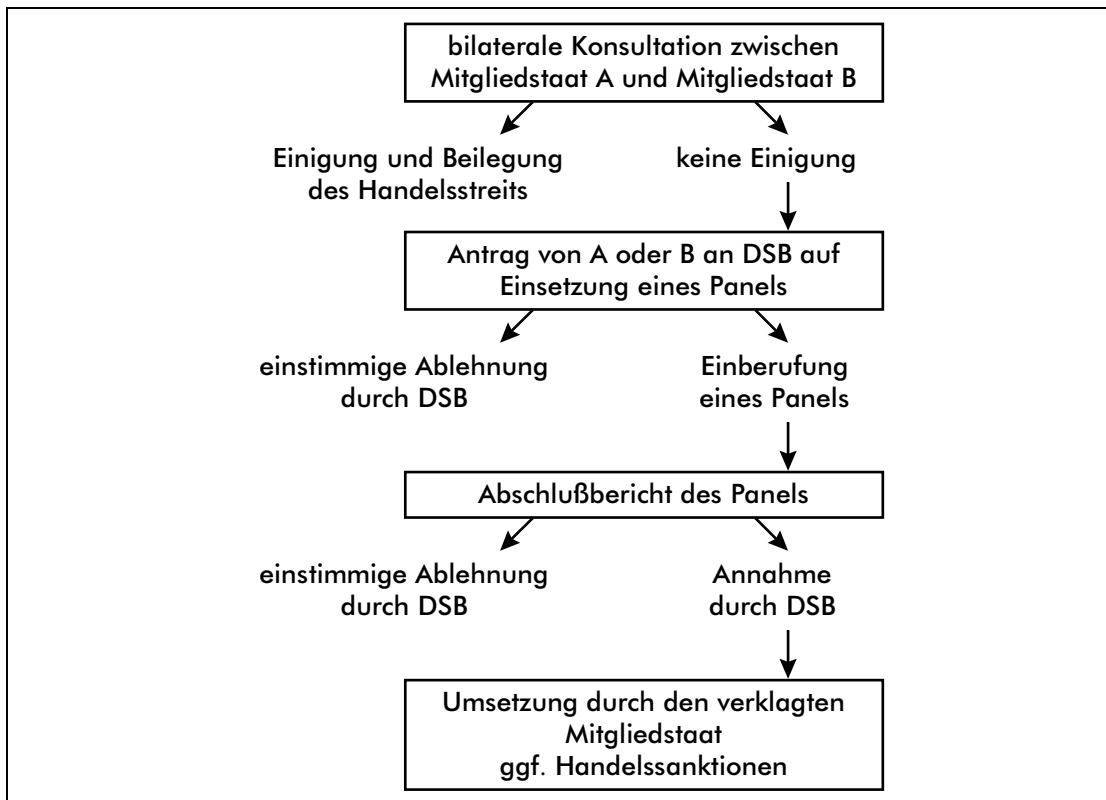 bilaterale Konsultation zwischen
Mitgliedstaat A und Mitgliedstaat B
Einigung und Beilegung
des Handelsstreits
keine Einigung
Antrag von A oder B an DSB auf
Einsetzung eines Panels
einstimmige Ablehnung
durch DSB
Einberufung
eines Panels
Abschlußbericht des Panels
einstimmige Ablehnung
durch DSB
Annahme
durch DSB
Umsetzung durch den verklagten
Mitgliedstaat
ggf. Handelssanktionen